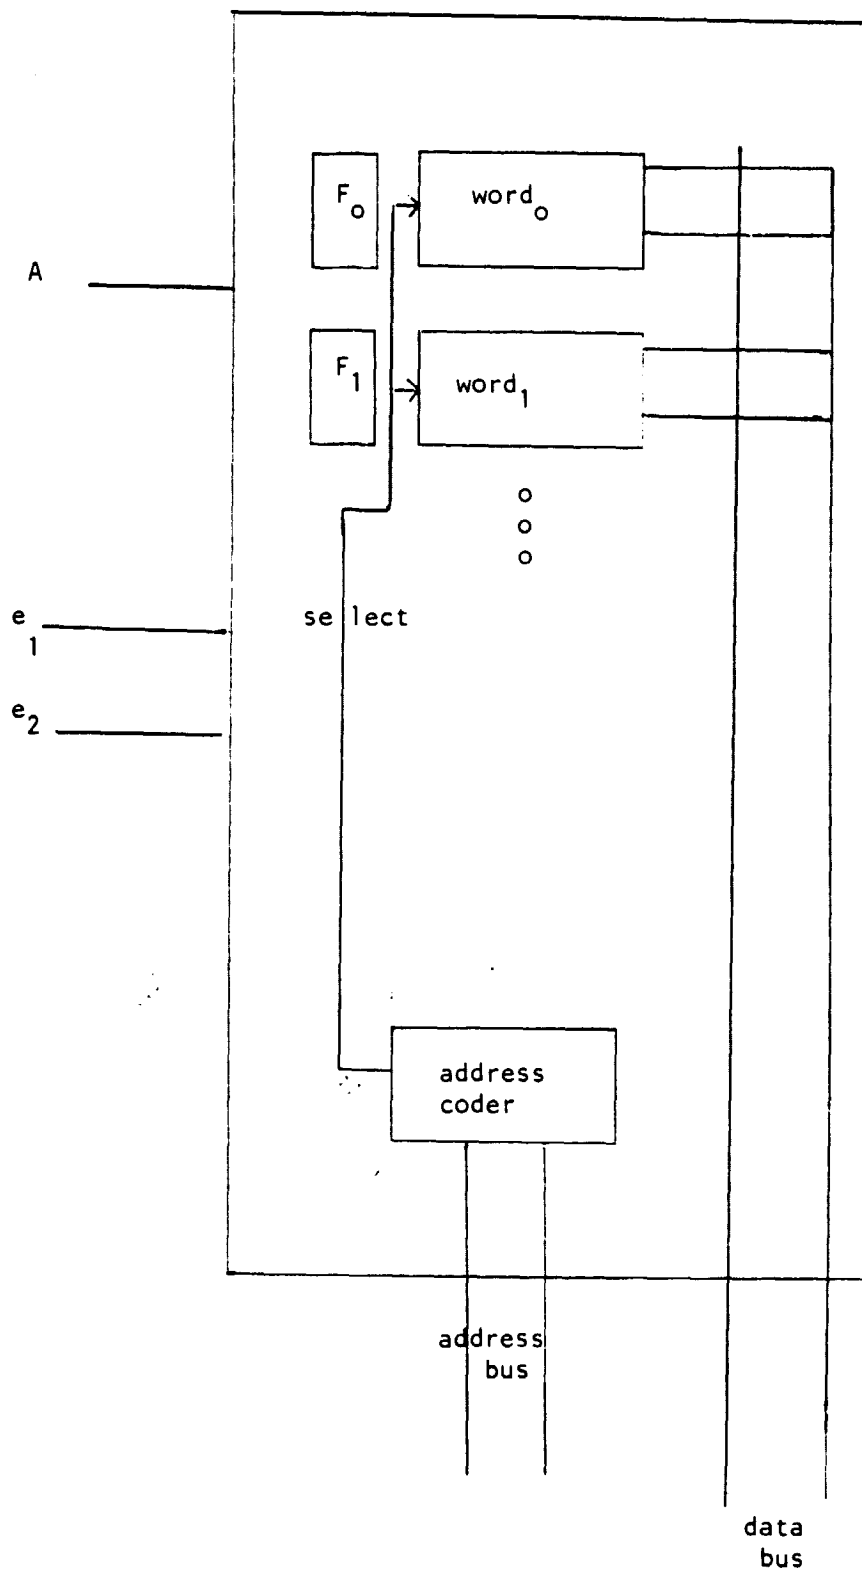 F₀ word₀
A
F₁ word₁
e₁
select
e₂
address
coder
address
bus
data
bus